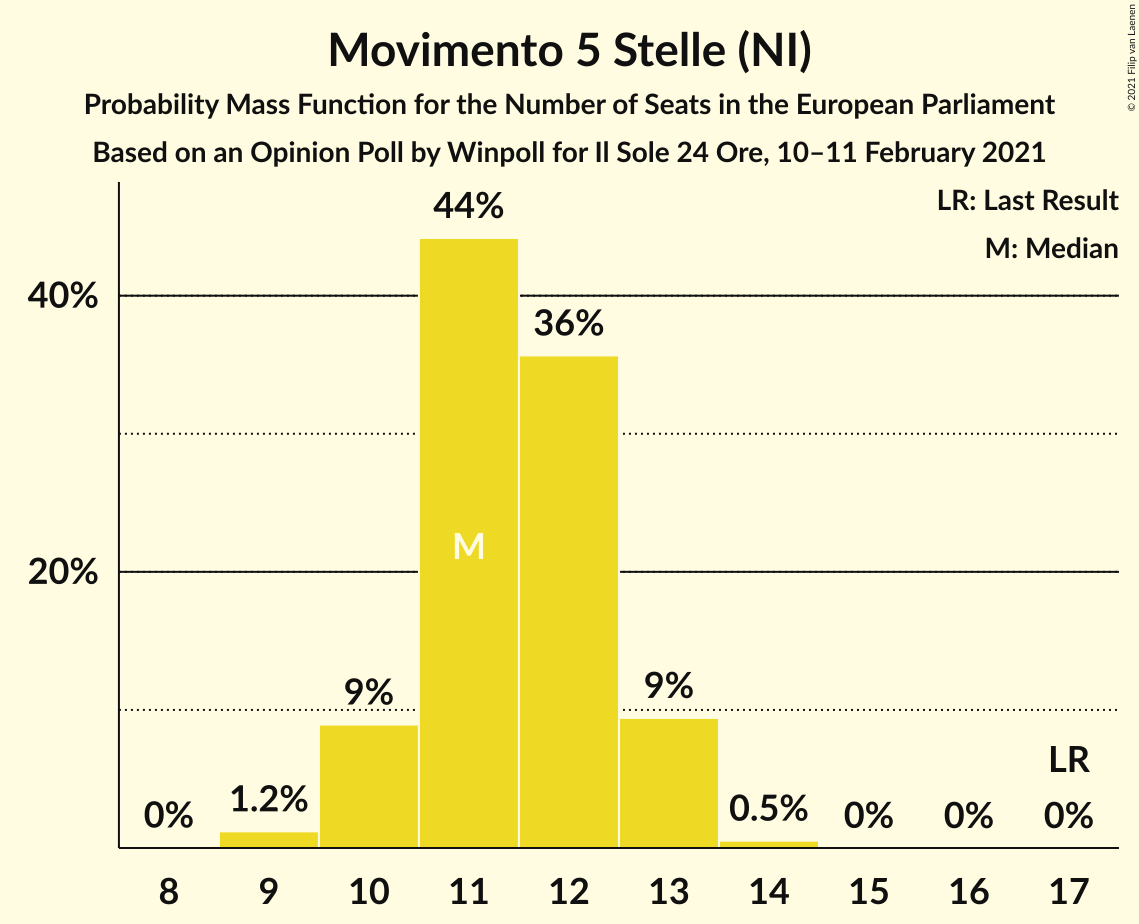 Movimento 5 Stelle (NI)
Probability Mass Function for the Number of Seats in the European Parliament
Based on an Opinion Poll by Winpoll for Il Sole 24 Ore, 10–11 February 2021
© 2021 Filip van Laenen
LR: Last Result
M: Median
40%
20%
0%
1.2%
9%
44%
36%
9%
0.5%
0%
0%
0%
M
LR
8 9 10 11 12 13 14 15 16 17